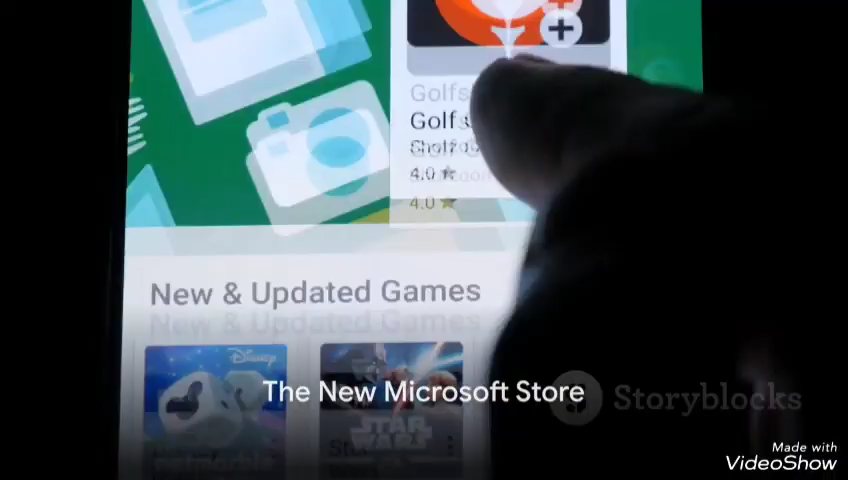 Golfs
Golfs
Shotz
4.0 ★
4.0 ★
New & Updated Games
New & Updated Games
Disney
STAR
WARS
The New Microsoft Store
Storyblocks
Made with
VideoShow